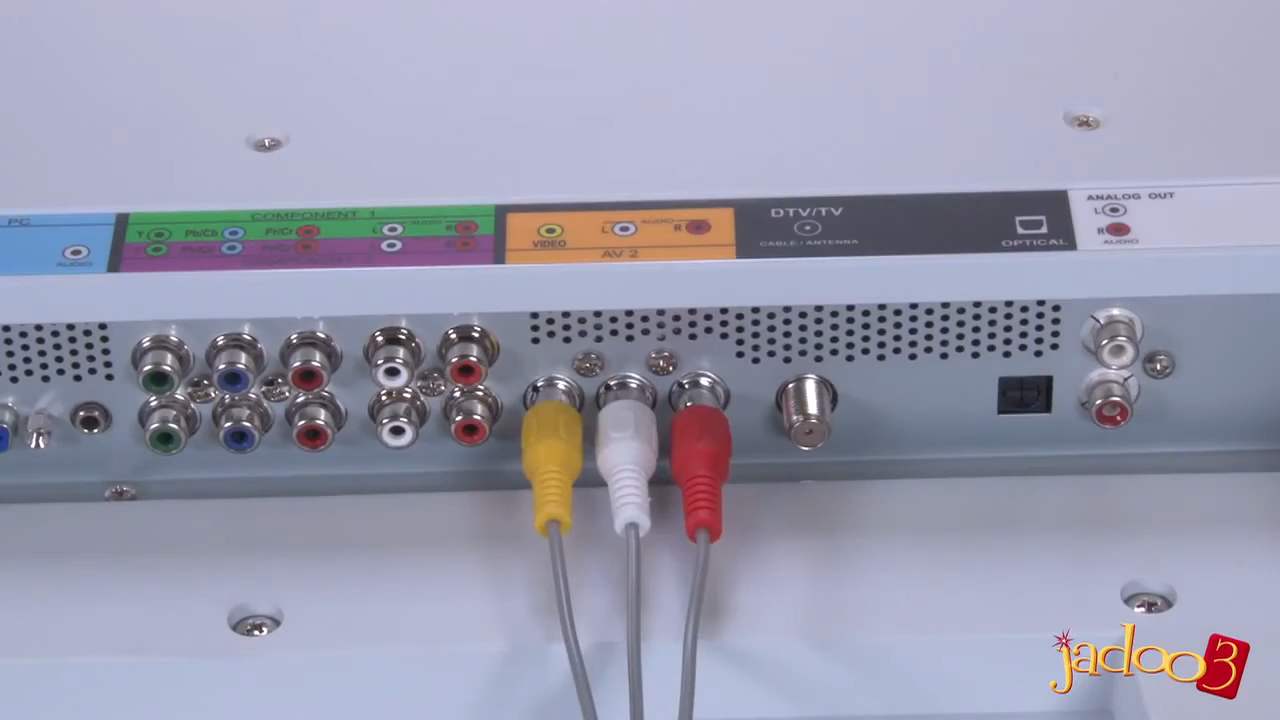 PC
AUDIO
COMPONENT 1
Y Pb/Cb Pr/Cr L AUDIO R
VIDEO L AUDIO R
AV 2
DTV/TV
CABLE / ANTENNA
OPTICAL
ANALOG OUT
L
R
AUDIO
jadoo3